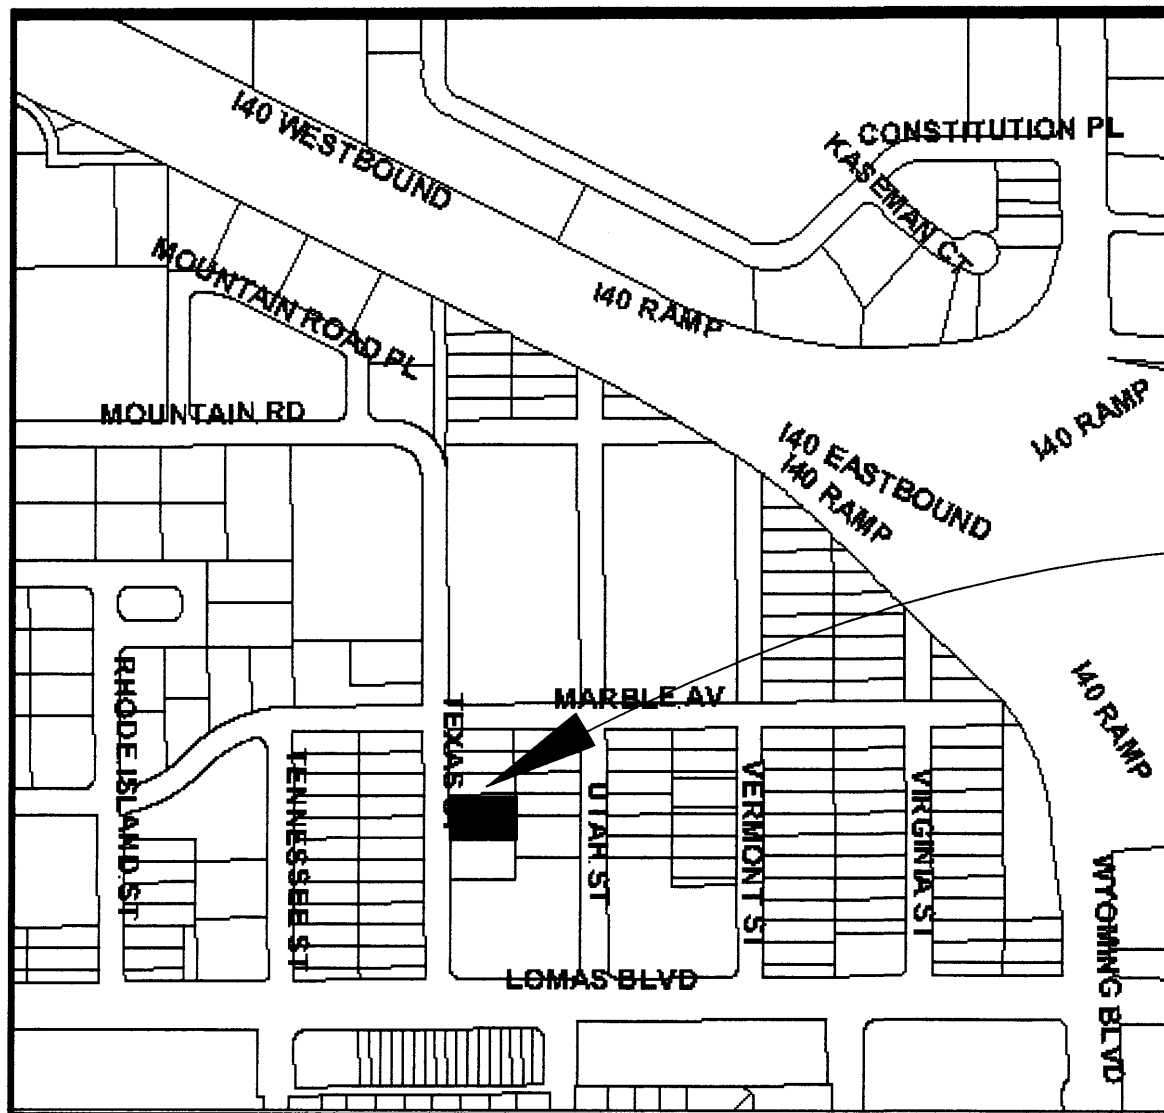 I40 WESTBOUND
CONSTITUTION PL
KASEMAN CT
MOUNTAIN ROAD PL
I40 RAMP
MOUNTAIN RD
I40 RAMP
I40 EASTBOUND
I40 RAMP
RHODE ISLAND ST
TEXAS ST
MARBLE AV
I40 RAMP
TENNESSEE ST
UTAH ST
VERMONT ST
VIRGINIA ST
WYOMING BLVD
LOMAS BLVD